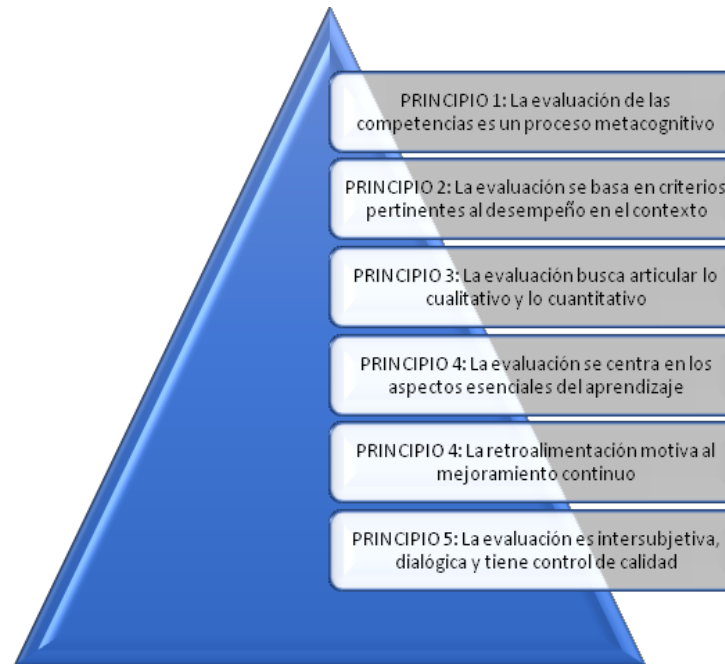 PRINCIPIO 1: La evaluación de las
competencias es un proceso metacognitivo
PRINCIPIO 2: La evaluación se basa en criterios
pertinentes al desempeño en el contexto
PRINCIPIO 3: La evaluación busca articular lo
cualitativo y lo cuantitativo
PRINCIPIO 4: La evaluación se centra en los
aspectos esenciales del aprendizaje
PRINCIPIO 4: La retroalimentación motiva al
mejoramiento continuo
PRINCIPIO 5: La evaluación es intersubjetiva,
dialógica y tiene control de calidad